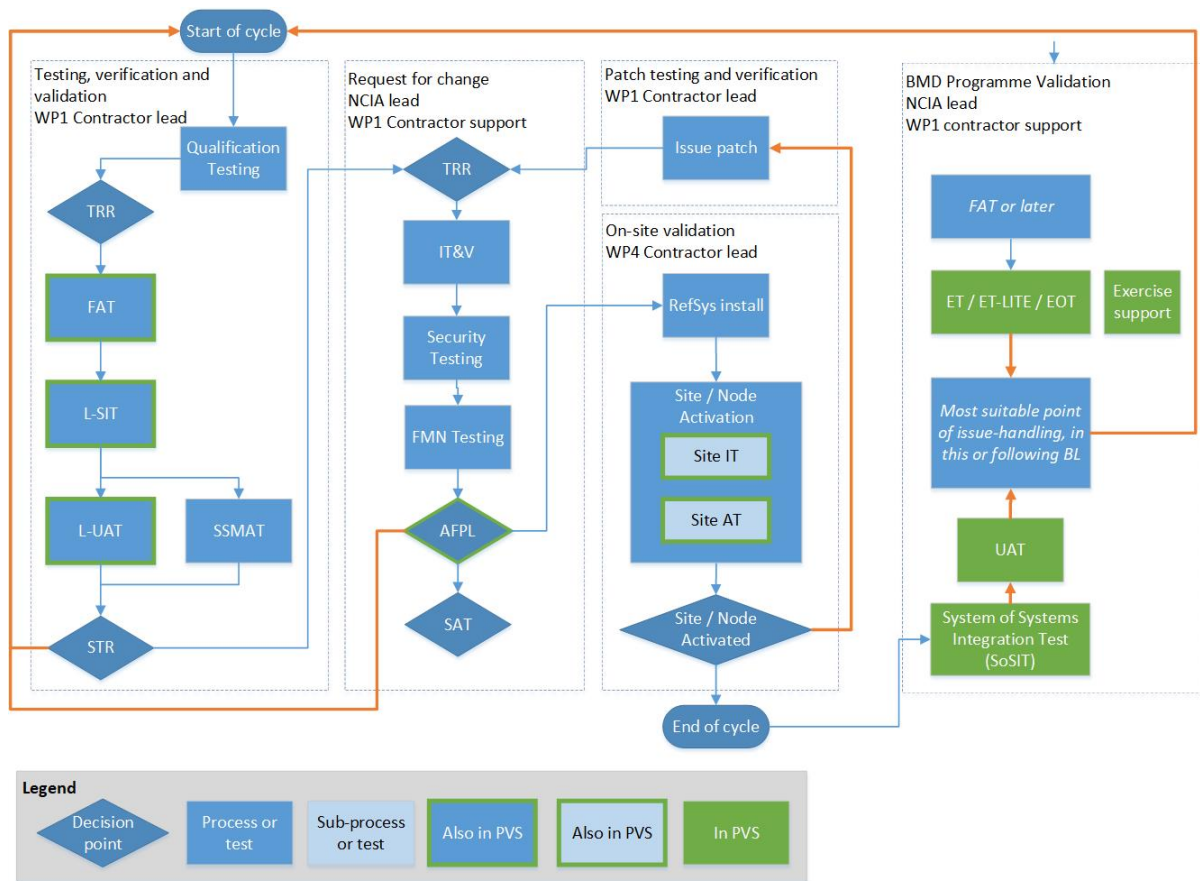 Start of cycle
Testing, verification and
validation
WP1 Contractor lead
Qualification
Testing
TRR
FAT
L-SIT
L-UAT
SSMAT
STR
Request for change
NCIA lead
WP1 Contractor support
TRR
IT&V
Security
Testing
FMN Testing
AFPL
SAT
Patch testing and verification
WP1 Contractor lead
Issue patch
On-site validation
WP4 Contractor lead
RefSys install
Site / Node
Activation
Site IT
Site AT
Site / Node
Activated
End of cycle
BMD Programme Validation
NCIA lead
WP1 contractor support
FAT or later
ET / ET-LITE / EOT
Exercise
support
Most suitable point
of issue-handling, in
this or following BL
UAT
System of Systems
Integration Test
(SoSIT)
Legend
Decision
point
Process or
test
Sub-process
or test
Also in PVS
Also in PVS
In PVS